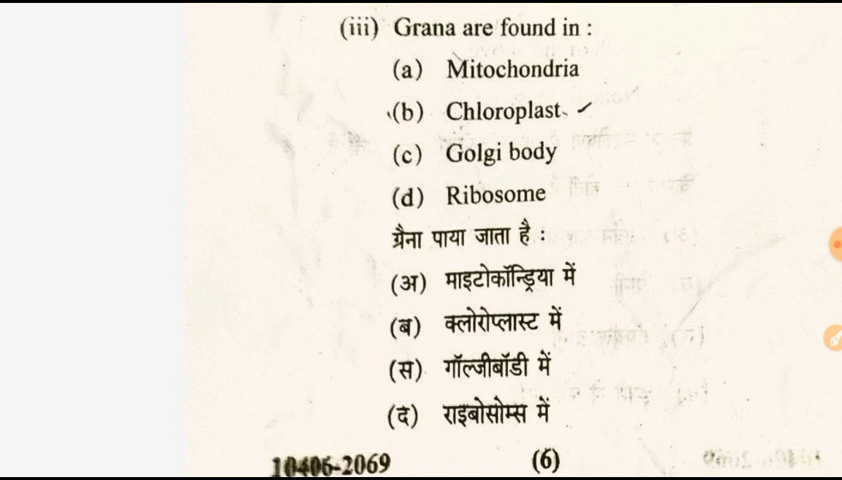 (iii) Grana are found in :
(a) Mitochondria
(b) Chloroplast
(c) Golgi body
(d) Ribosome
ग्रैना पाया जाता है :
(अ) माइटोकॉन्ड्रिया में
(ब) क्लोरोप्लास्ट में
(स) गॉल्जीबॉडी में
(द) राइबोसोम्स में
10406-2069 (6)